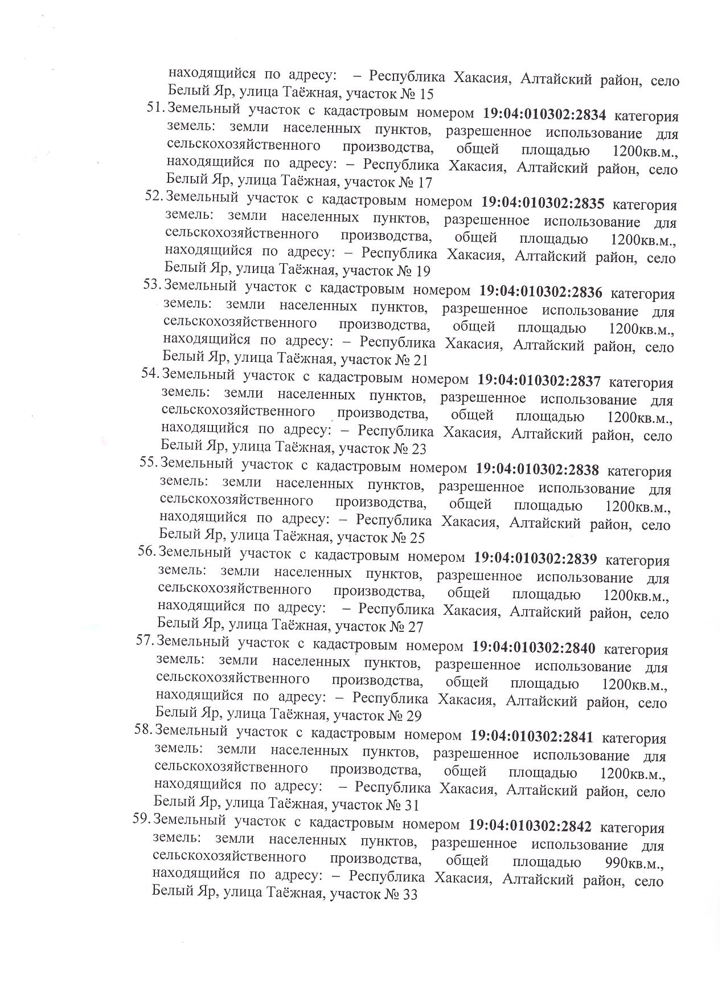 находящийся по адресу: – Республика Хакасия, Алтайский район, село
Белый Яр, улица Таёжная, участок № 15
51. Земельный участок с кадастровым номером 19:04:010302:2834 категория
земель: земли населенных пунктов, разрешенное использование для
сельскохозяйственного производства, общей площадью 1200кв.м.,
находящийся по адресу: – Республика Хакасия, Алтайский район, село
Белый Яр, улица Таёжная, участок № 17
52. Земельный участок с кадастровым номером 19:04:010302:2835 категория
земель: земли населенных пунктов, разрешенное использование для
сельскохозяйственного производства, общей площадью 1200кв.м.,
находящийся по адресу: – Республика Хакасия, Алтайский район, село
Белый Яр, улица Таёжная, участок № 19
53. Земельный участок с кадастровым номером 19:04:010302:2836 категория
земель: земли населенных пунктов, разрешенное использование для
сельскохозяйственного производства, общей площадью 1200кв.м.,
находящийся по адресу: – Республика Хакасия, Алтайский район, село
Белый Яр, улица Таёжная, участок № 21
54. Земельный участок с кадастровым номером 19:04:010302:2837 категория
земель: земли населенных пунктов, разрешенное использование для
сельскохозяйственного производства, общей площадью 1200кв.м.,
находящийся по адресу: – Республика Хакасия, Алтайский район, село
Белый Яр, улица Таёжная, участок № 23
55. Земельный участок с кадастровым номером 19:04:010302:2838 категория
земель: земли населенных пунктов, разрешенное использование для
сельскохозяйственного производства, общей площадью 1200кв.м.,
находящийся по адресу: – Республика Хакасия, Алтайский район, село
Белый Яр, улица Таёжная, участок № 25
56. Земельный участок с кадастровым номером 19:04:010302:2839 категория
земель: земли населенных пунктов, разрешенное использование для
сельскохозяйственного производства, общей площадью 1200кв.м.,
находящийся по адресу: – Республика Хакасия, Алтайский район, село
Белый Яр, улица Таёжная, участок № 27
57. Земельный участок с кадастровым номером 19:04:010302:2840 категория
земель: земли населенных пунктов, разрешенное использование для
сельскохозяйственного производства, общей площадью 1200кв.м.,
находящийся по адресу: – Республика Хакасия, Алтайский район, село
Белый Яр, улица Таёжная, участок № 29
58. Земельный участок с кадастровым номером 19:04:010302:2841 категория
земель: земли населенных пунктов, разрешенное использование для
сельскохозяйственного производства, общей площадью 1200кв.м.,
находящийся по адресу: – Республика Хакасия, Алтайский район, село
Белый Яр, улица Таёжная, участок № 31
59. Земельный участок с кадастровым номером 19:04:010302:2842 категория
земель: земли населенных пунктов, разрешенное использование для
сельскохозяйственного производства, общей площадью 990кв.м.,
находящийся по адресу: – Республика Хакасия, Алтайский район, село
Белый Яр, улица Таёжная, участок № 33